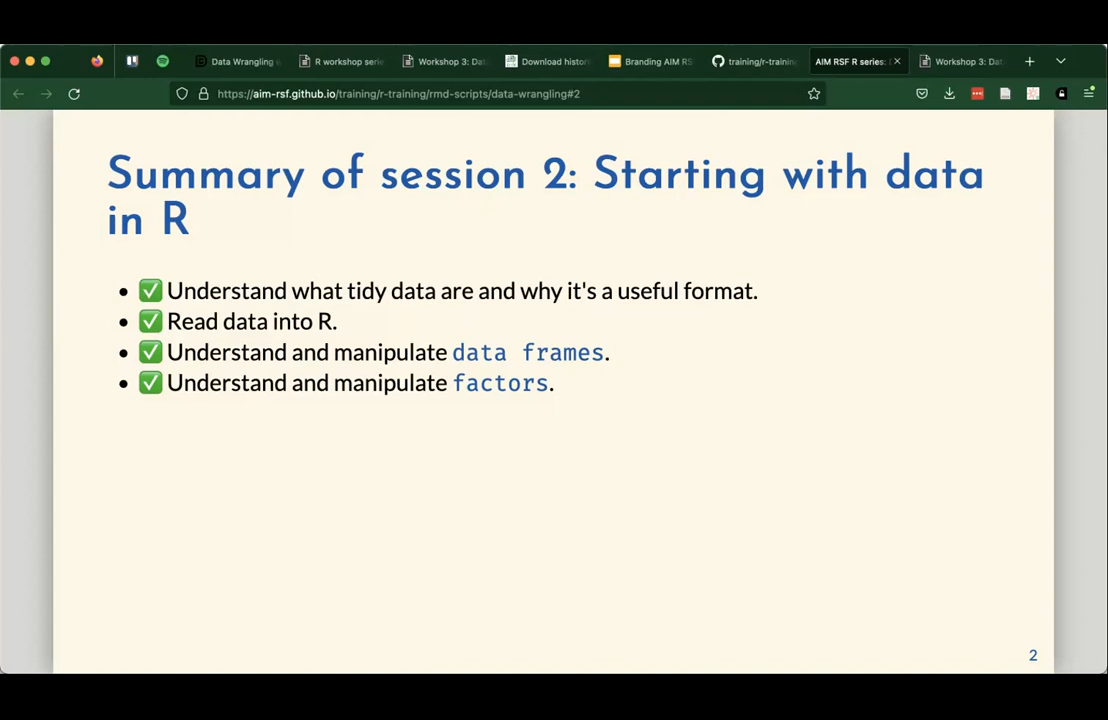 Data Wrangling
R workshop serie
Workshop 3: Dat
Download histor
Branding AIM RS
training/r-training
AIM RSF R series:
Workshop 3: Dat
https://aim-rsf.github.io/training/r-training/rmd-scripts/data-wrangling#2
Summary of session 2: Starting with data
in R
• ✅ Understand what tidy data are and why it's a useful format.
• ✅ Read data into R.
• ✅ Understand and manipulate data frames.
• ✅ Understand and manipulate factors.
2